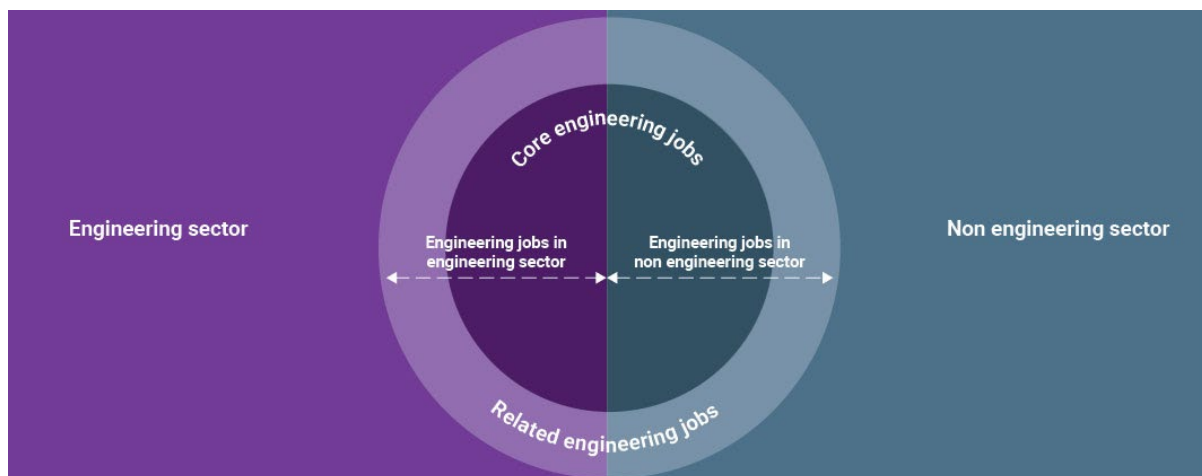 Core engineering jobs
Engineering sector
Engineering jobs in
engineering sector
Engineering jobs in
non engineering sector
Non engineering sector
Related engineering jobs